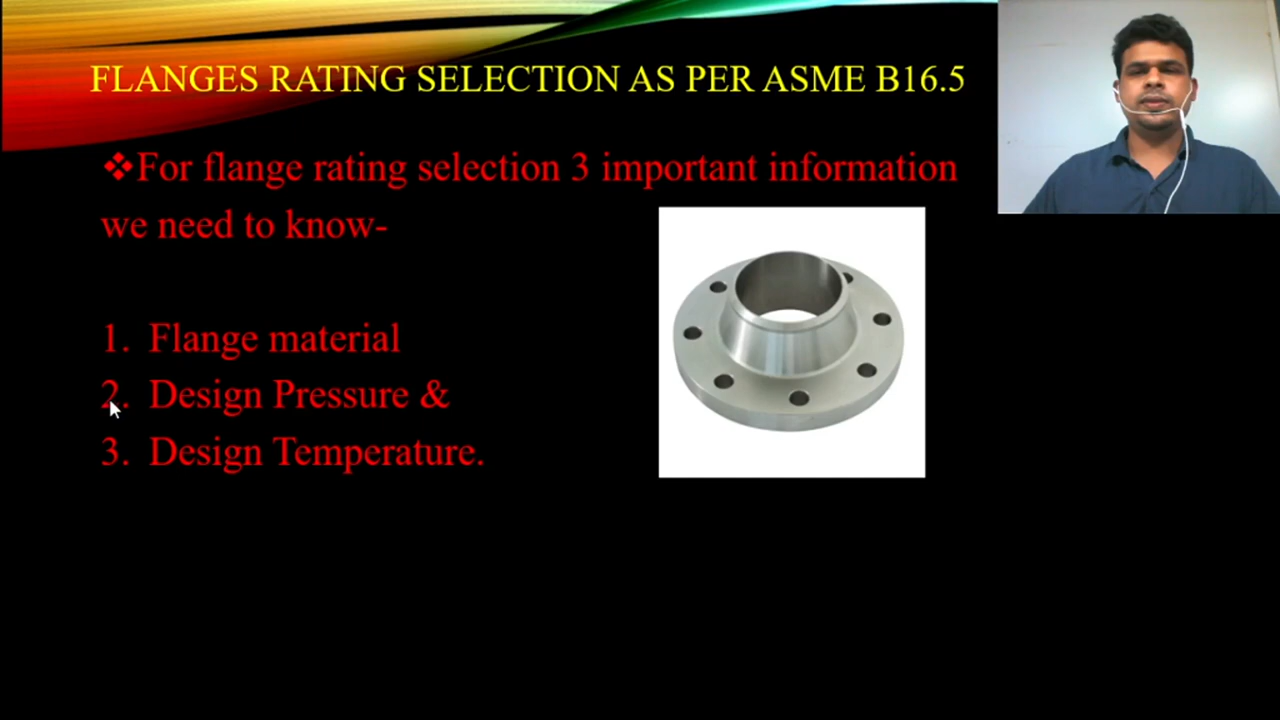 FLANGES RATING SELECTION AS PER ASME B16.5
❖For flange rating selection 3 important information
we need to know-
1. Flange material
2. Design Pressure &
3. Design Temperature.